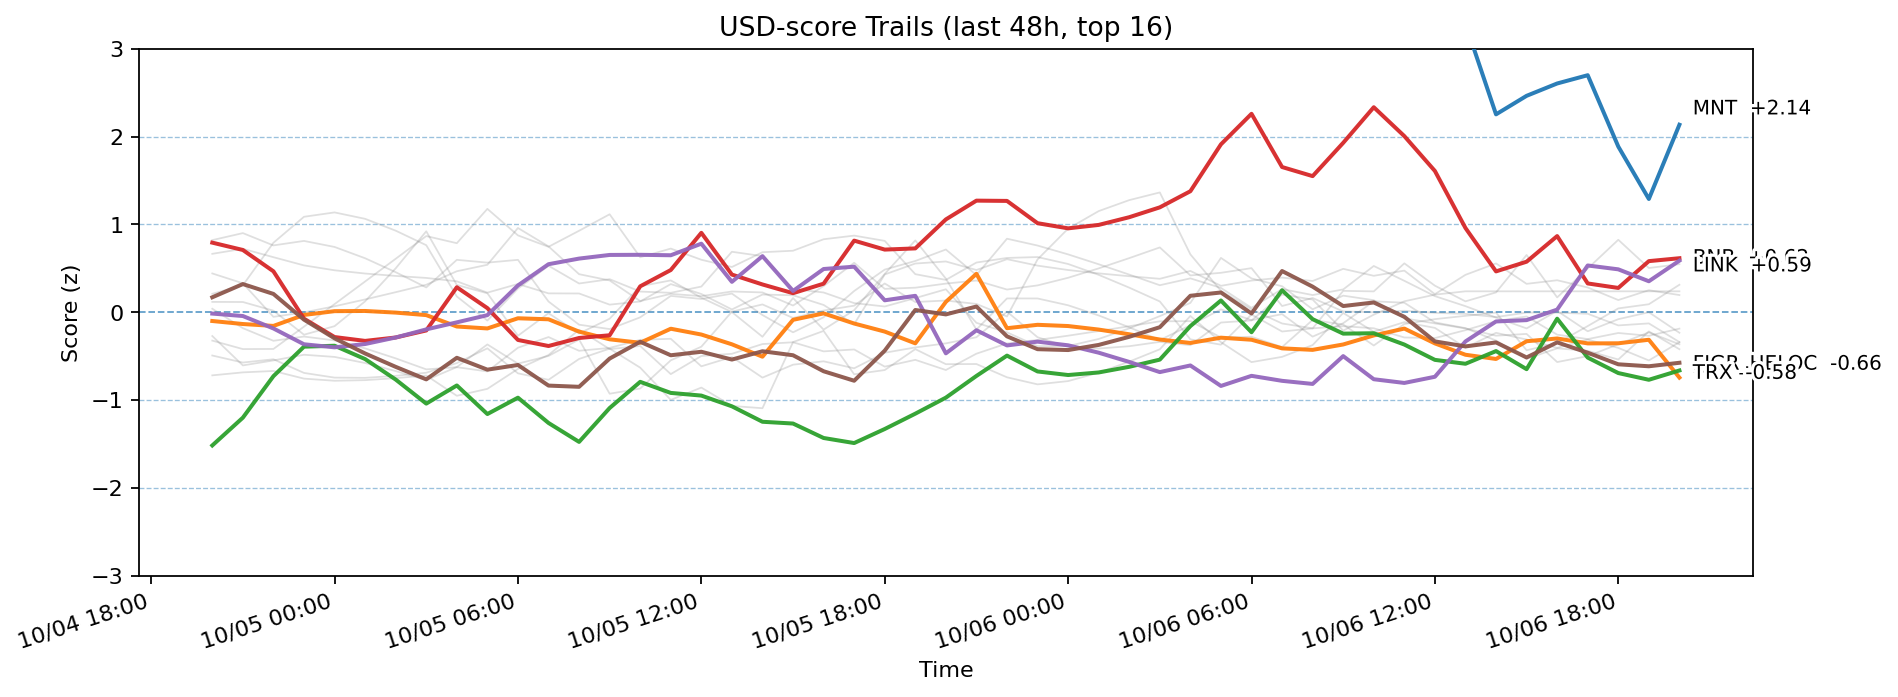 USD-score Trails (last 48h, top 16)
Score (z)
3
2
1
0
−1
−2
−3
MNT +2.14
LINK +0.59
-0.66
TRX -0.58
10/04 18:00
10/05 00:00
10/05 06:00
10/05 12:00
10/05 18:00
10/06 00:00
10/06 06:00
10/06 12:00
10/06 18:00
Time